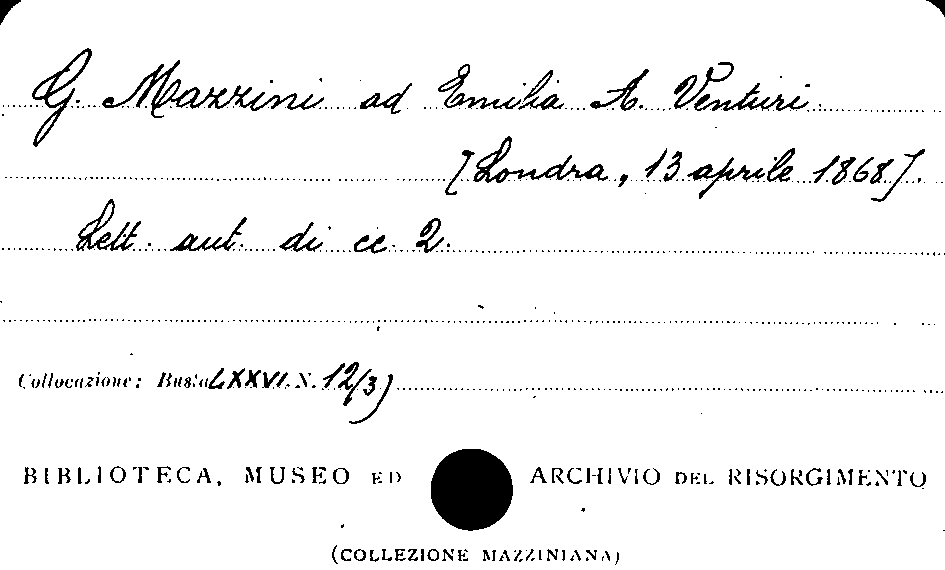 G. Mazzini ad Emilia A. Venturi
[Londra, 13 aprile 1868].
Lett. aut. di cc. 2.
Collocazione: Busta LXXVI. N. 12/3)
BIBLIOTECA, MUSEO ED ARCHIVIO DEL RISORGIMENTO
(COLLEZIONE MAZZINIANA)